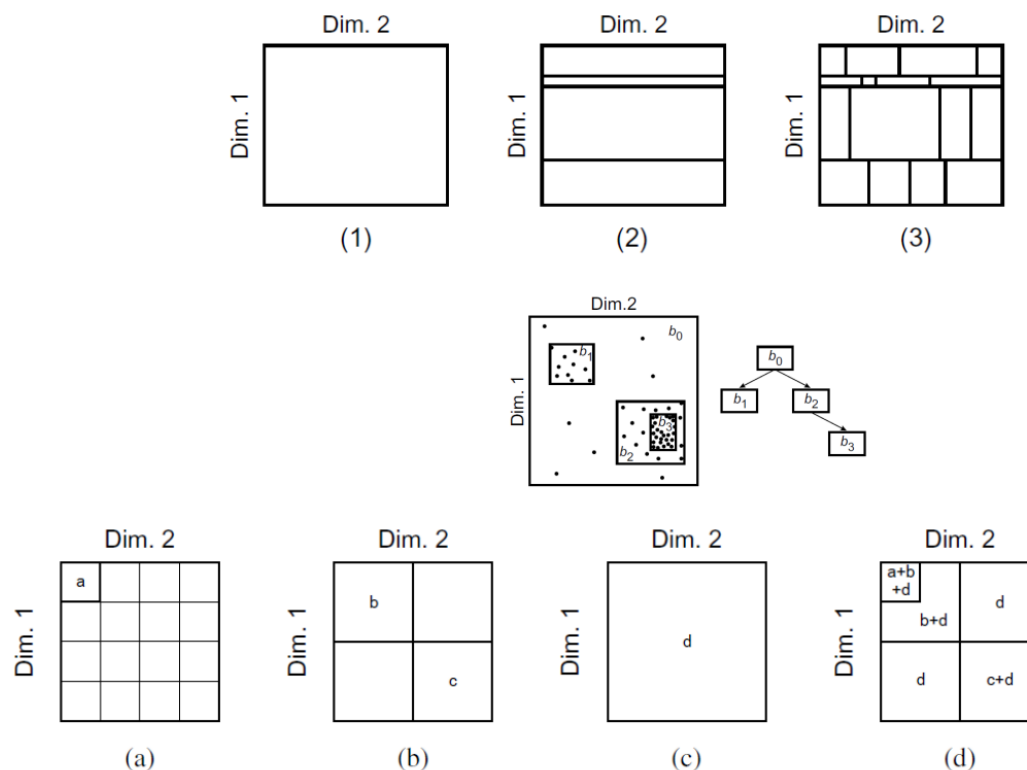 Dim. 2 Dim. 2 Dim. 2
Dim. 1 Dim. 1 Dim. 1
(1) (2) (3)
Dim.2
Dim. 1
b0
b1
b3
b2
b0
b1 b2
b3
Dim. 2 Dim. 2 Dim. 2
Dim. 1 Dim. 1 Dim. 1 Dim. 1
a
b
c
d
a+b
+d
b+d
d
d
c+d
(a) (b) (c) (d)